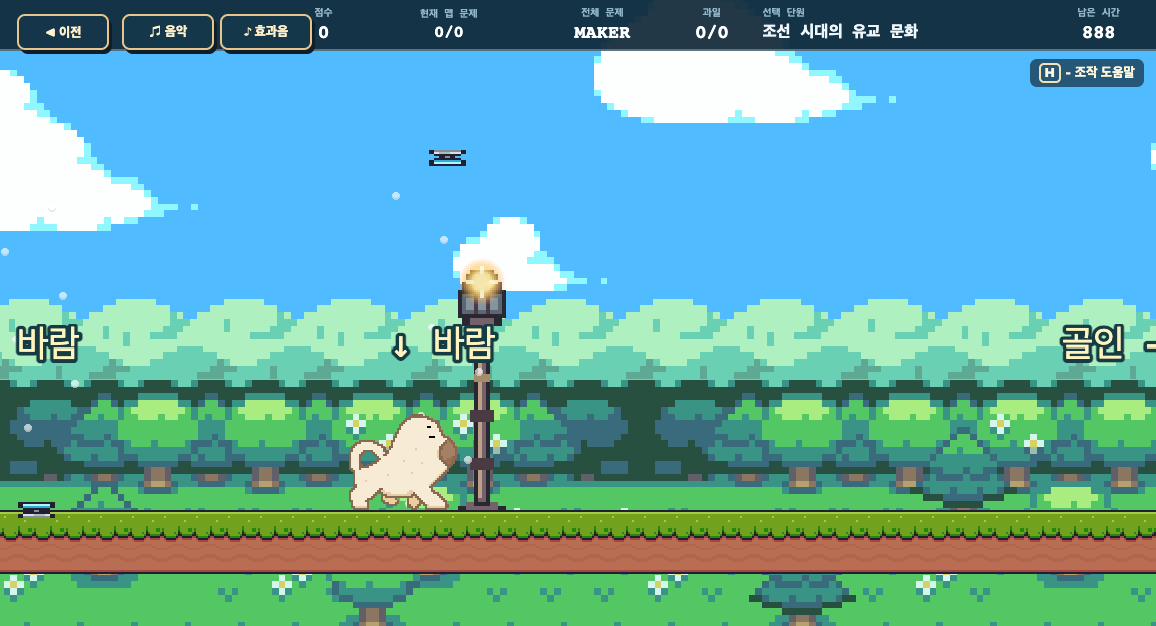 ◀ 이전
♫ 음악
♪ 효과음
점수
0
현재 맵 문제
0/0
전체 문제
MAKER
과일
0/0
선택 단원
조선 시대의 유교 문화
남은 시간
888
H - 조작 도움말
바람
↓ 바람
골인 →